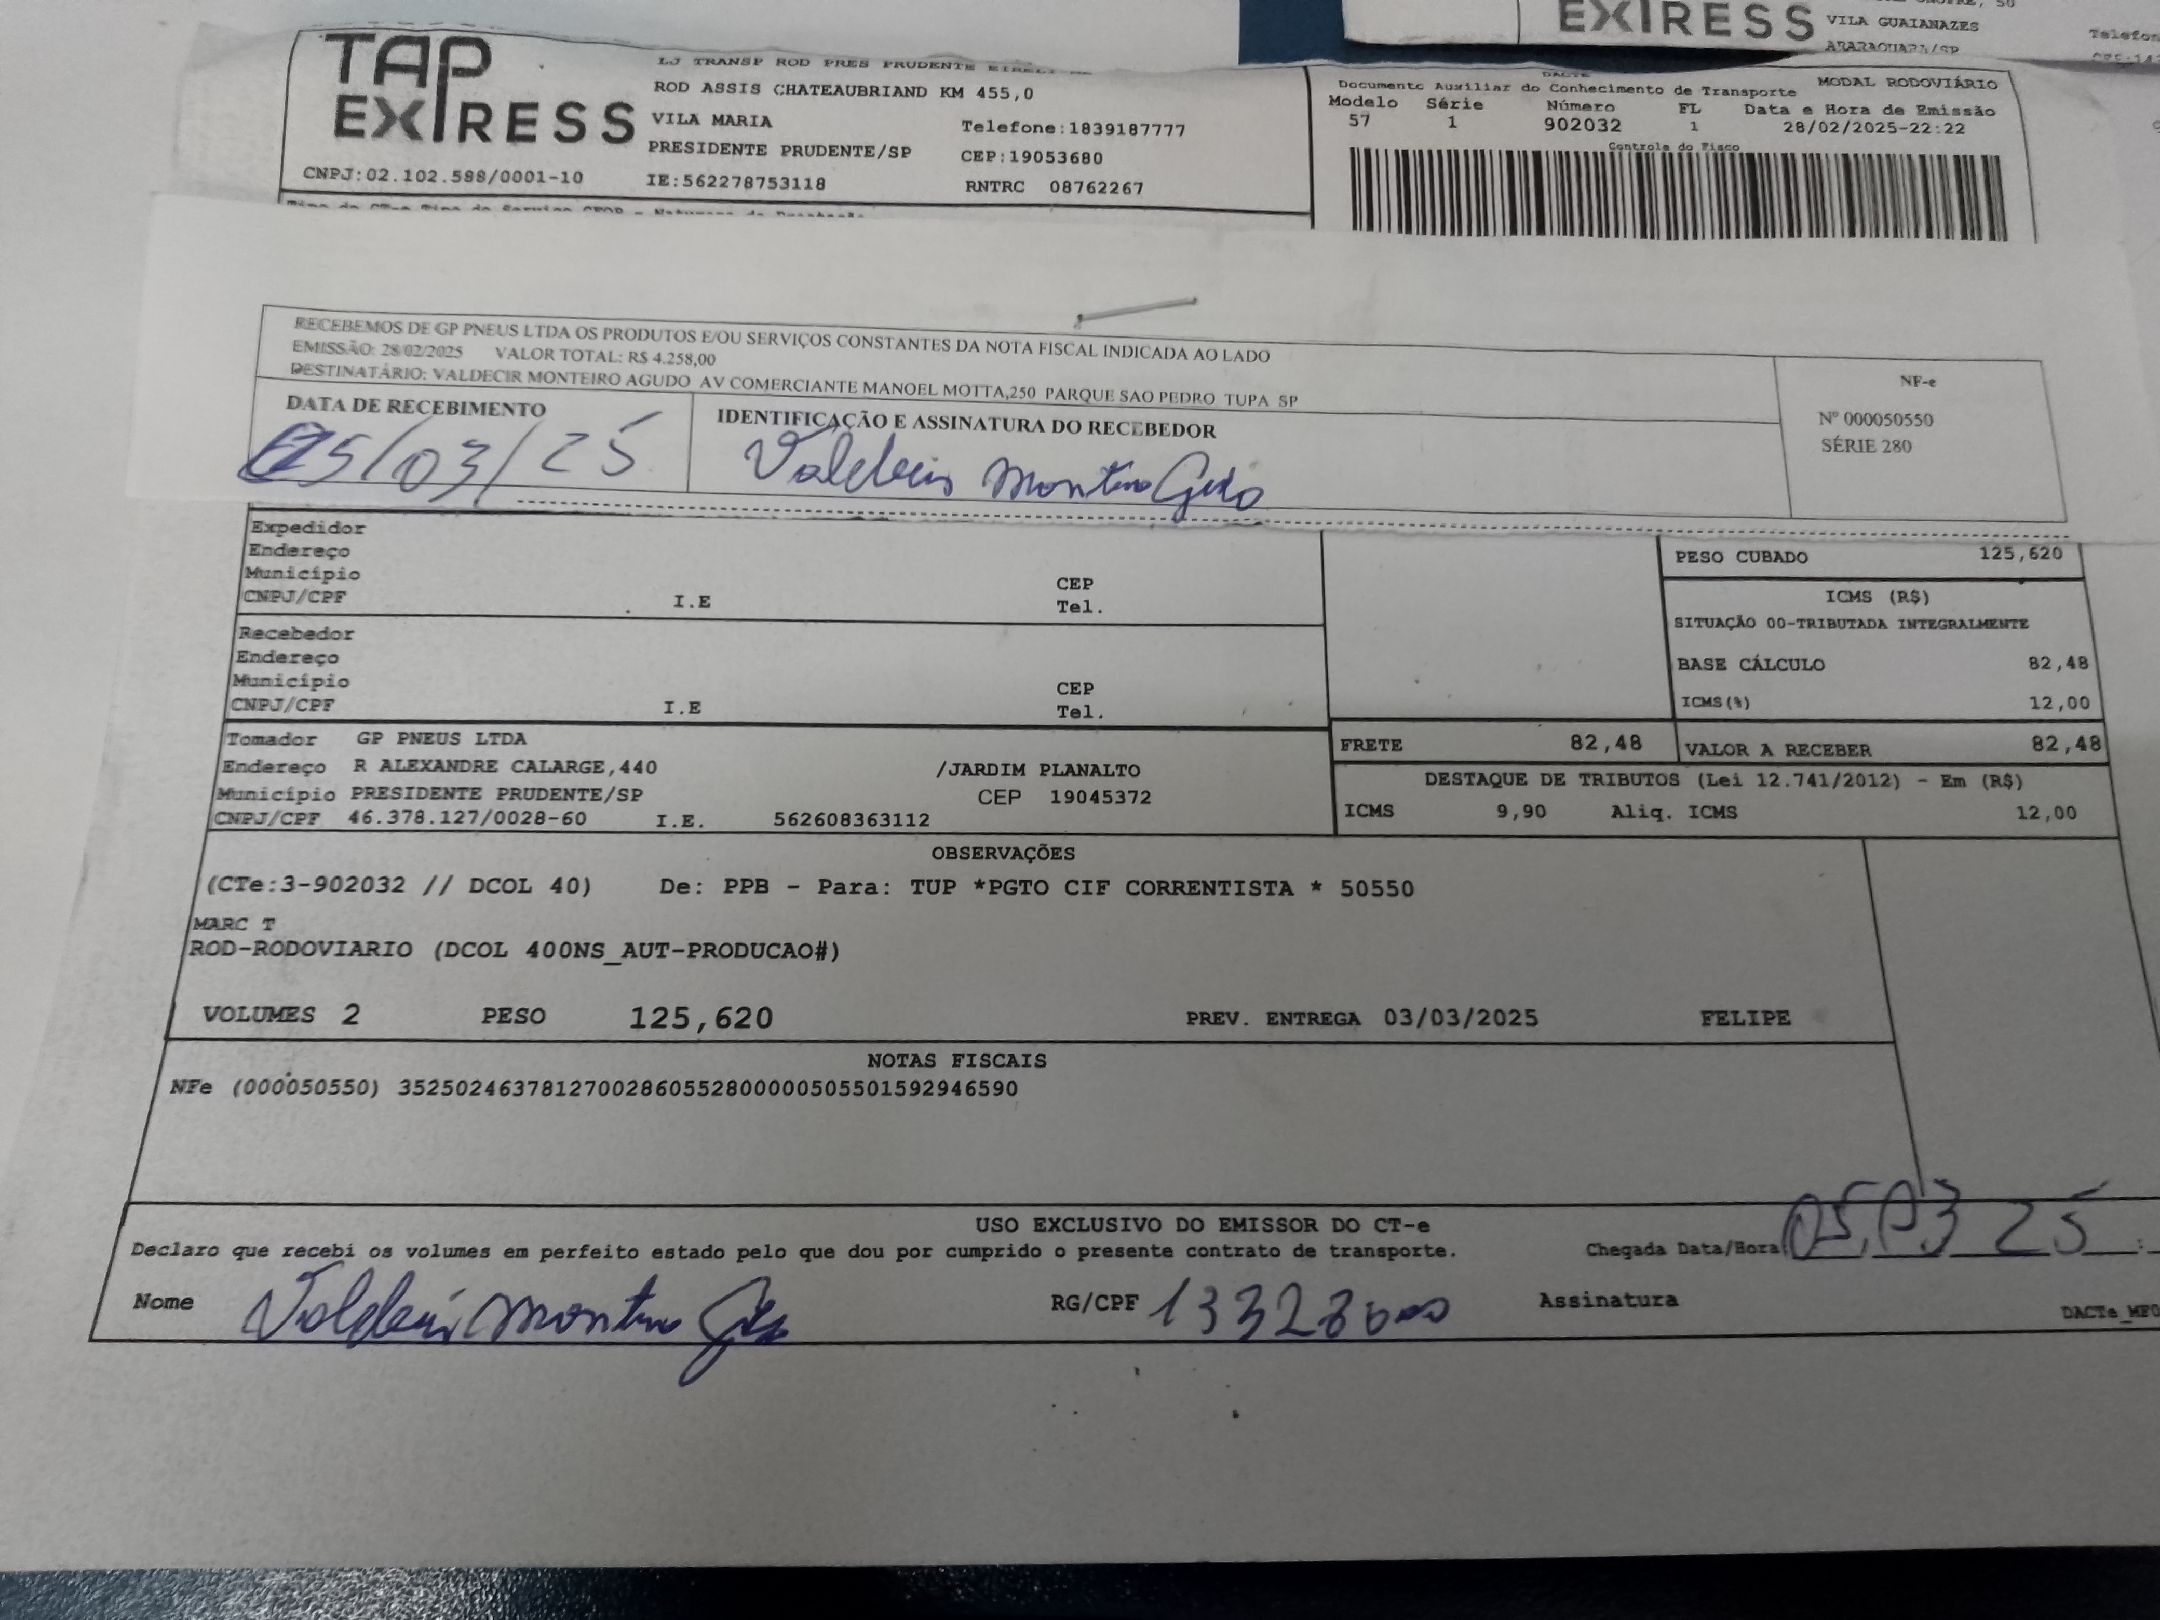 EXPRESS
VILA GUAIANAZES
ARARAQUARA/SP
TAP
EXPRESS
LJ TRANSP ROD PRES PRUDENTE EIRELI
ROD ASSIS CHATEAUBRIAND KM 455,0
VILA MARIA
Telefone:1839187777
PRESIDENTE PRUDENTE/SP
CEP:19053680
CNPJ:02.102.588/0001-10
IE:562278753118
RNTRC 08762267
DACTE
Documento Auxiliar do Conhecimento de Transporte
MODAL RODOVIÁRIO
Modelo Série Número FL Data e Hora de Emissão
57 1 902032 1 28/02/2025-22:22
Controle do Fisco
RECEBEMOS DE GP PNEUS LTDA OS PRODUTOS E/OU SERVIÇOS CONSTANTES DA NOTA FISCAL INDICADA AO LADO
EMISSÃO: 28/02/2025 VALOR TOTAL: R$ 4.258,00
DESTINATÁRIO: VALDECIR MONTEIRO AGUDO AV COMERCIANTE MANOEL MOTTA,250 PARQUE SAO PEDRO TUPA SP
NF-e
Nº 000050550
SÉRIE 280
DATA DE RECEBIMENTO
05/03/25
IDENTIFICAÇÃO E ASSINATURA DO RECEBEDOR
Valdecir Monteiro
Expedidor
Endereço
Município CEP
CNPJ/CPF I.E Tel.
PESO CUBADO 125,620
ICMS (R$)
SITUAÇÃO 00-TRIBUTADA INTEGRALMENTE
BASE CÁLCULO 82,48
ICMS(%) 12,00
Recebedor
Endereço
Município CEP
CNPJ/CPF I.E Tel.
FRETE 82,48 VALOR A RECEBER 82,48
Tomador GP PNEUS LTDA
Endereço R ALEXANDRE CALARGE,440 /JARDIM PLANALTO
Município PRESIDENTE PRUDENTE/SP CEP 19045372
CNPJ/CPF 46.378.127/0028-60 I.E. 562608363112
DESTAQUE DE TRIBUTOS (Lei 12.741/2012) - Em (R$)
ICMS 9,90 Aliq. ICMS 12,00
OBSERVAÇÕES
(CTe:3-902032 // DCOL 40) De: PPB - Para: TUP *PGTO CIF CORRENTISTA * 50550
MARC T
ROD-RODOVIARIO (DCOL 400NS_AUT-PRODUCAO#)
VOLUMES 2 PESO 125,620 PREV. ENTREGA 03/03/2025 FELIPE
NOTAS FISCAIS
NFe (000050550) 35250246378127002860552800000505501592946590
USO EXCLUSIVO DO EMISSOR DO CT-e
Declaro que recebi os volumes em perfeito estado pelo que dou por cumprido o presente contrato de transporte.
Chegada Data/Hora 05,03 25
Nome Valdecir Monteiro
RG/CPF
Assinatura